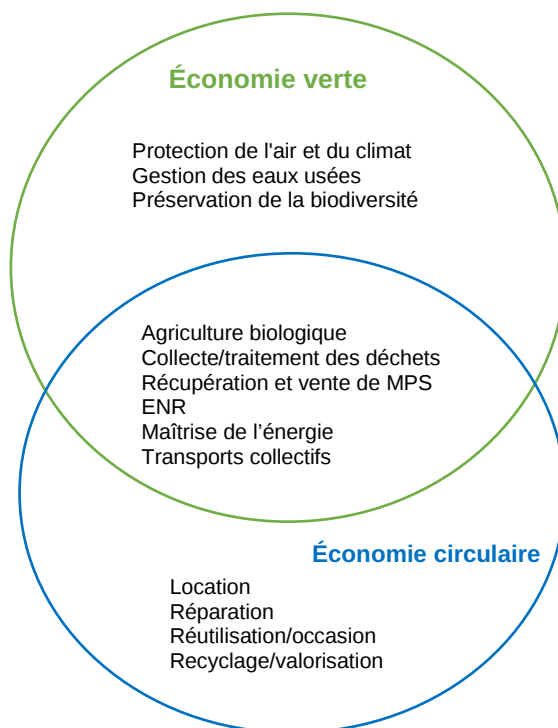 Économie verte
Protection de l'air et du climat
Gestion des eaux usées
Préservation de la biodiversité
Agriculture biologique
Collecte/traitement des déchets
Récupération et vente de MPS
ENR
Maîtrise de l’énergie
Transports collectifs
Économie circulaire
Location
Réparation
Réutilisation/occasion
Recyclage/valorisation